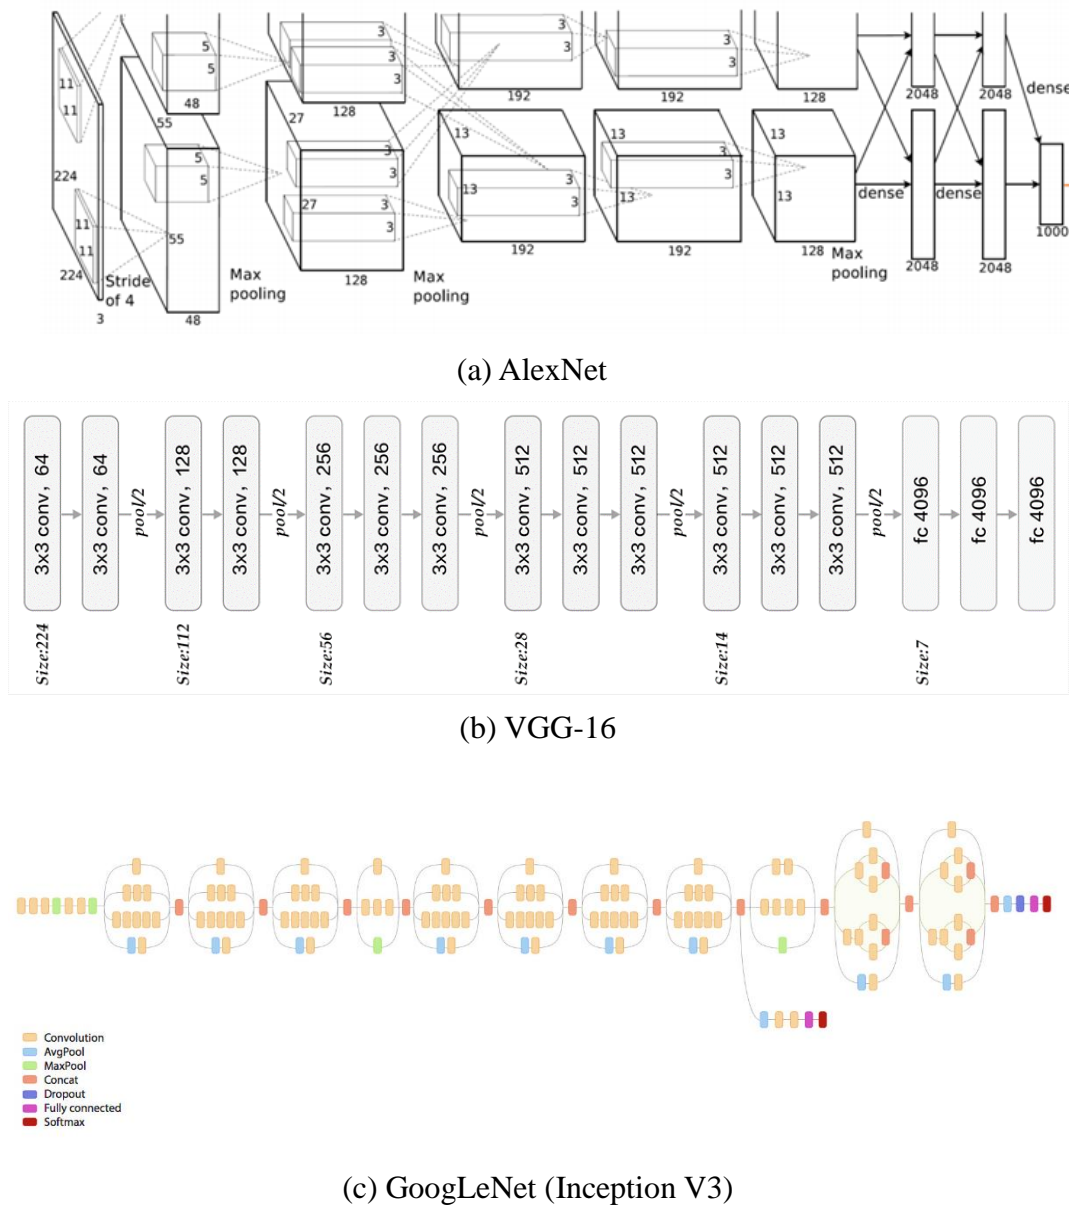 11
11
224
11
11
224
3
Stride
of 4
5
5
48
55
5
5
55
48
Max
pooling
3
3
128
27
3
3
27
3
3
128
Max
pooling
3
3
192
13
3
3
13
192
3
3
192
13
3
3
13
192
128
13
13
128
Max
pooling
2048
2048
dense
dense
dense
2048
2048
1000
(a) AlexNet
3x3 conv, 64
3x3 conv, 64
pool/2
3x3 conv, 128
3x3 conv, 128
pool/2
3x3 conv, 256
3x3 conv, 256
3x3 conv, 256
pool/2
3x3 conv, 512
3x3 conv, 512
3x3 conv, 512
pool/2
3x3 conv, 512
3x3 conv, 512
3x3 conv, 512
pool/2
fc 4096
fc 4096
fc 4096
Size:224
Size:112
Size:56
Size:28
Size:14
Size:7
(b) VGG-16
Convolution
AvgPool
MaxPool
Concat
Dropout
Fully connected
Softmax
(c) GoogLeNet (Inception V3)